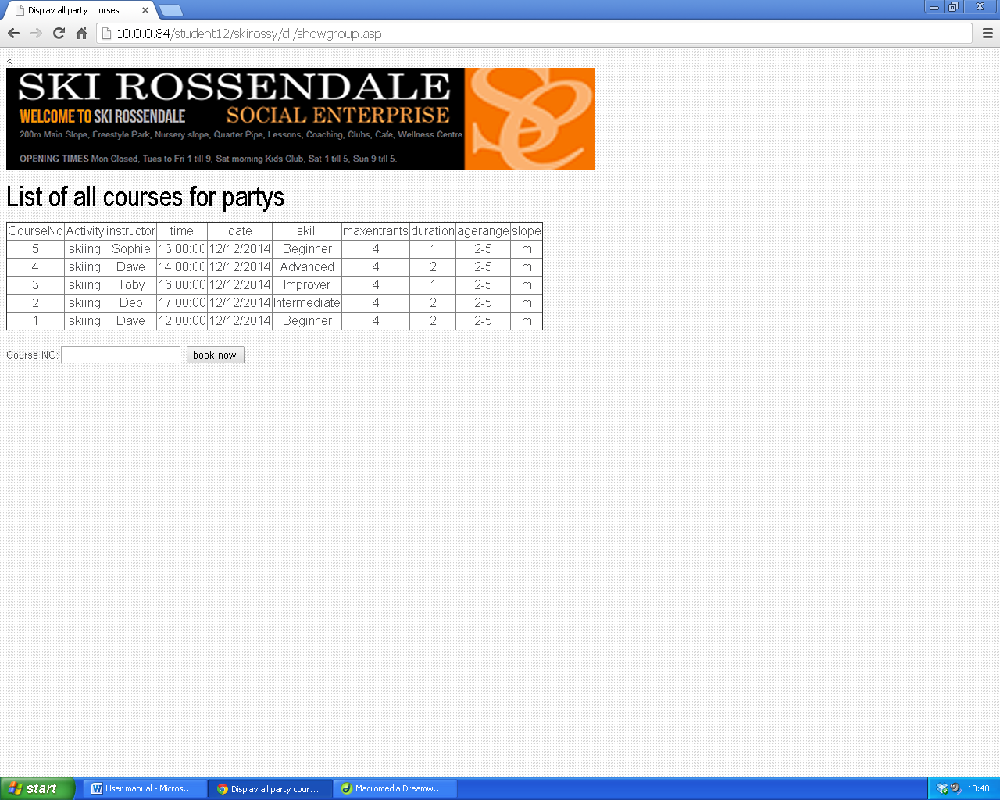 Display all party courses
10.0.0.84/student12/skirossy/di/showgroup.asp
<
SKI ROSSENDALE
WELCOME TO SKI ROSSENDALE SOCIAL ENTERPRISE
200m Main Slope, Freestyle Park, Nursery slope, Quarter Pipe, Lessons, Coaching, Clubs, Cafe, Wellness Centre
OPENING TIMES Mon Closed, Tues to Fri 1 till 9, Sat morning Kids Club, Sat 1 till 5, Sun 9 till 5.
List of all courses for partys
CourseNo Activity instructor time date skill maxentrants duration agerange slope
5 skiing Sophie 13:00:00 12/12/2014 Beginner 4 1 2-5 m
4 skiing Dave 14:00:00 12/12/2014 Advanced 4 2 2-5 m
3 skiing Toby 16:00:00 12/12/2014 Improver 4 1 2-5 m
2 skiing Deb 17:00:00 12/12/2014 Intermediate 4 2 2-5 m
1 skiing Dave 12:00:00 12/12/2014 Beginner 4 2 2-5 m
Course NO: book now!
start User manual - Micros... Display all party cour... Macromedia Dreamw... 10:48